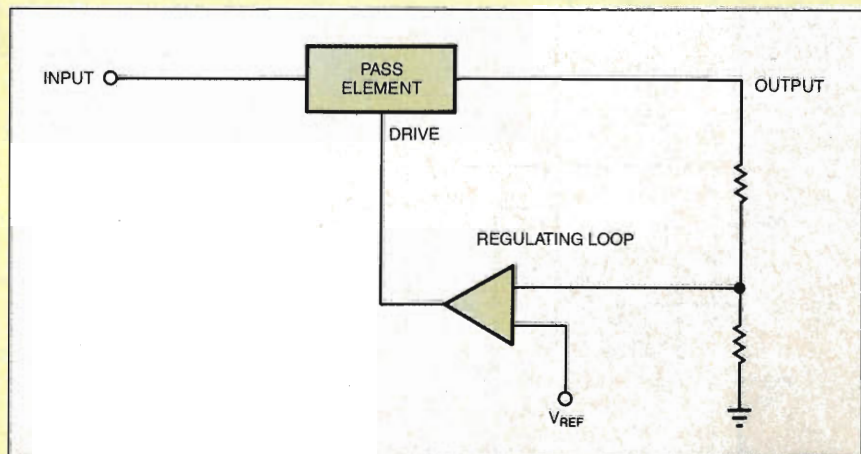 INPUT
PASS
ELEMENT
OUTPUT
DRIVE
REGULATING LOOP
VREF